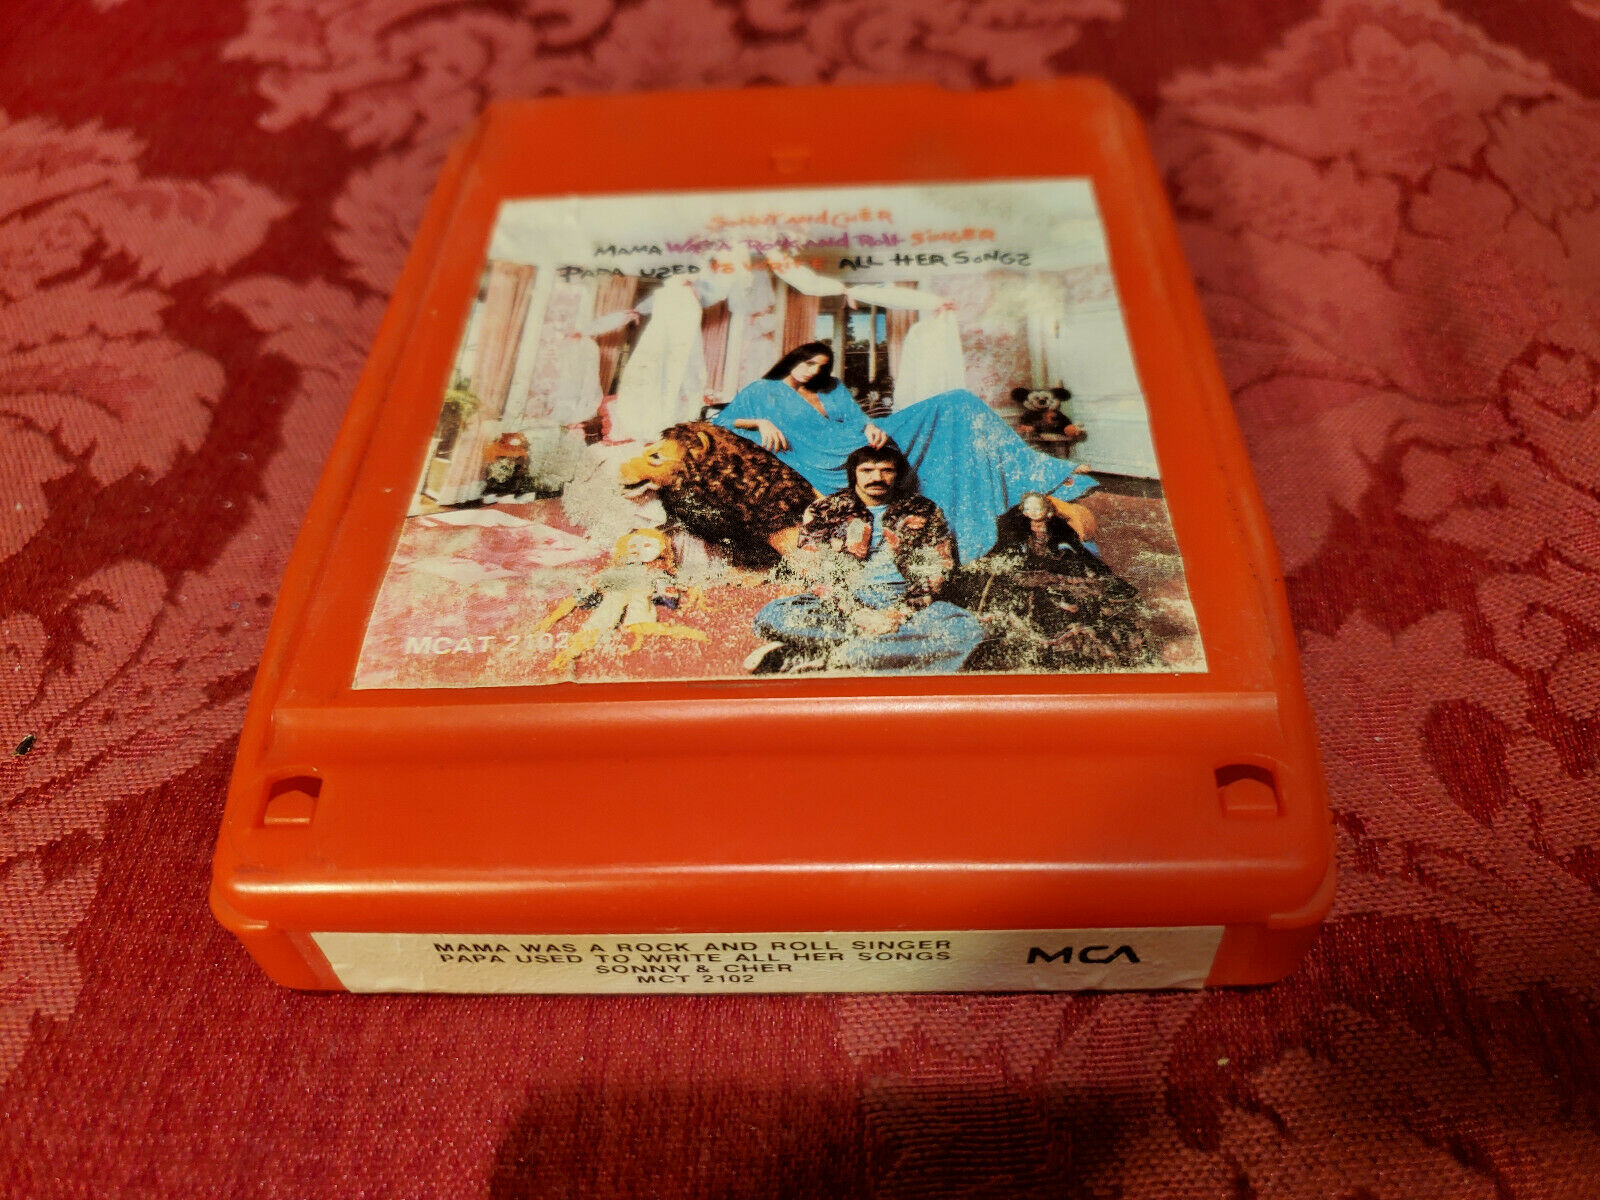 SONNY AND CHER
MAMA WAS A ROCK AND ROLL SINGER
PAPA USED TO WRITE ALL HER SONGS
MCAT 2102
MAMA WAS A ROCK AND ROLL SINGER
PAPA USED TO WRITE ALL HER SONGS
SONNY & CHER
MCT 2102
MCA